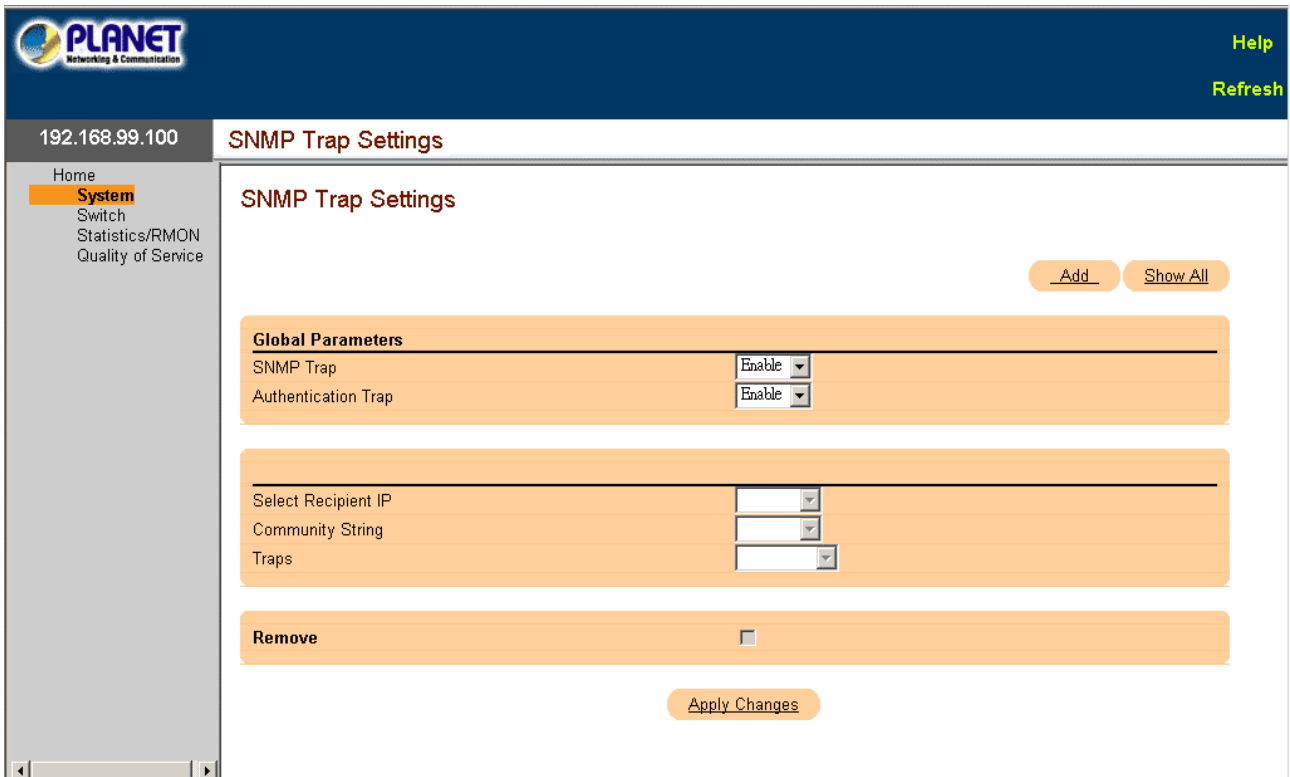 PLANET
Networking & Communication
Help
Refresh
192.168.99.100
SNMP Trap Settings
Home
System
Switch
Statistics/RMON
Quality of Service
SNMP Trap Settings
Add
Show All
Global Parameters
SNMP Trap
Enable
Authentication Trap
Enable
Select Recipient IP
Community String
Traps
Remove
Apply Changes